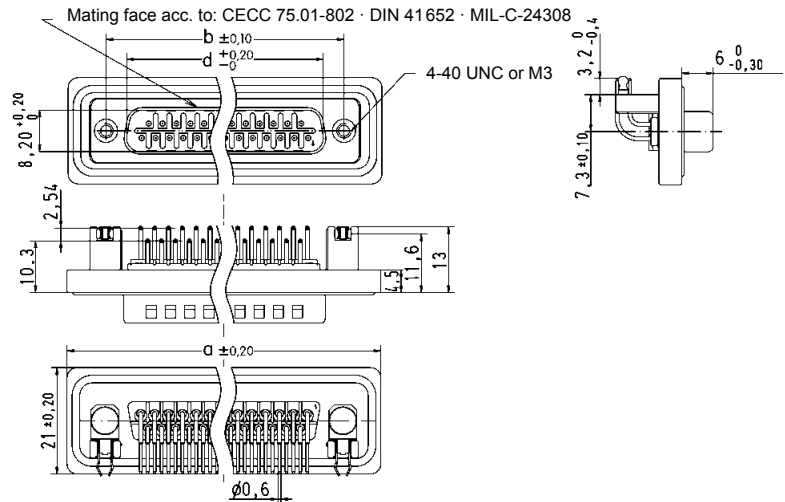 Mating face acc. to: CECC 75.01-802 · DIN 41652 · MIL-C-24308
b ±0,10
d +0,20 -0
4-40 UNC or M3
8,20 +0,20 0
3,2 0 -0,4
6 0 -0,30
7,3 ±0,10
2,54
10,3
4,5
11,6
13
a ±0,20
21 ±0,20
ø0,6